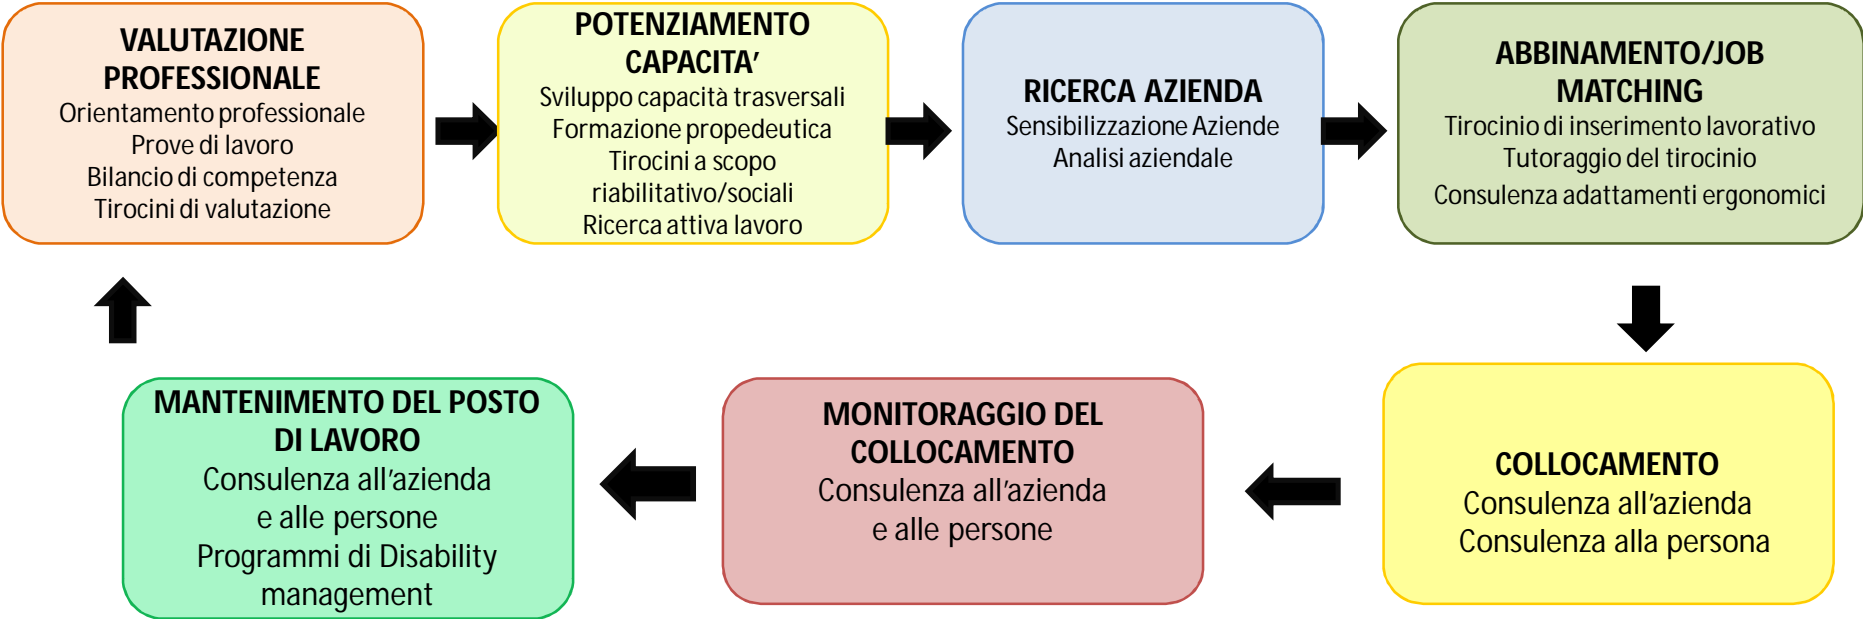 VALUTAZIONE
PROFESSIONALE
Orientamento professionale
Prove di lavoro
Bilancio di competenza
Tirocini di valutazione
POTENZIAMENTO
CAPACITA’
Sviluppo capacità trasversali
Formazione propedeutica
Tirocini a scopo
riabilitativo/sociali
Ricerca attiva lavoro
RICERCA AZIENDA
Sensibilizzazione Aziende
Analisi aziendale
ABBINAMENTO/JOB
MATCHING
Tirocinio di inserimento lavorativo
Tutoraggio del tirocinio
Consulenza adattamenti ergonomici
COLLOCAMENTO
Consulenza all’azienda
Consulenza alla persona
MONITORAGGIO DEL
COLLOCAMENTO
Consulenza all’azienda
e alle persone
MANTENIMENTO DEL POSTO
DI LAVORO
Consulenza all’azienda
e alle persone
Programmi di Disability
management